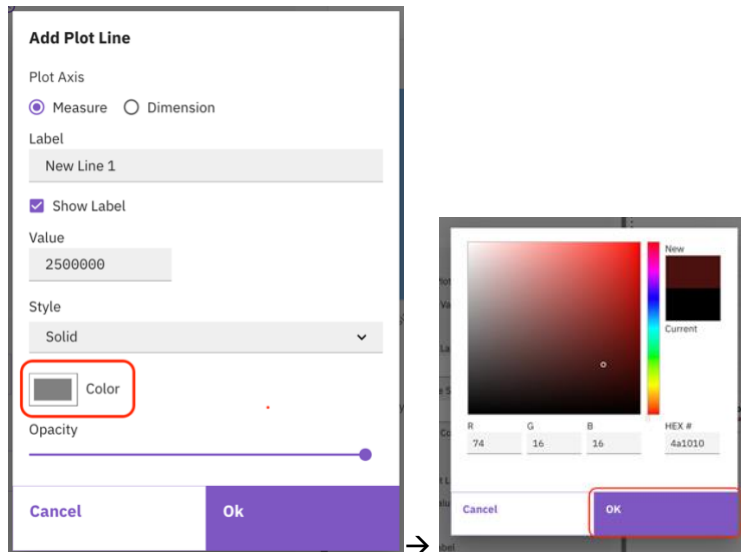 Add Plot Line
Plot Axis
Measure Dimension
Label
New Line 1
Show Label
Value
2500000
Style
Solid
Color
Opacity
Cancel Ok
→
New
Current
R G B HEX #
74 16 16 4a1010
Cancel OK